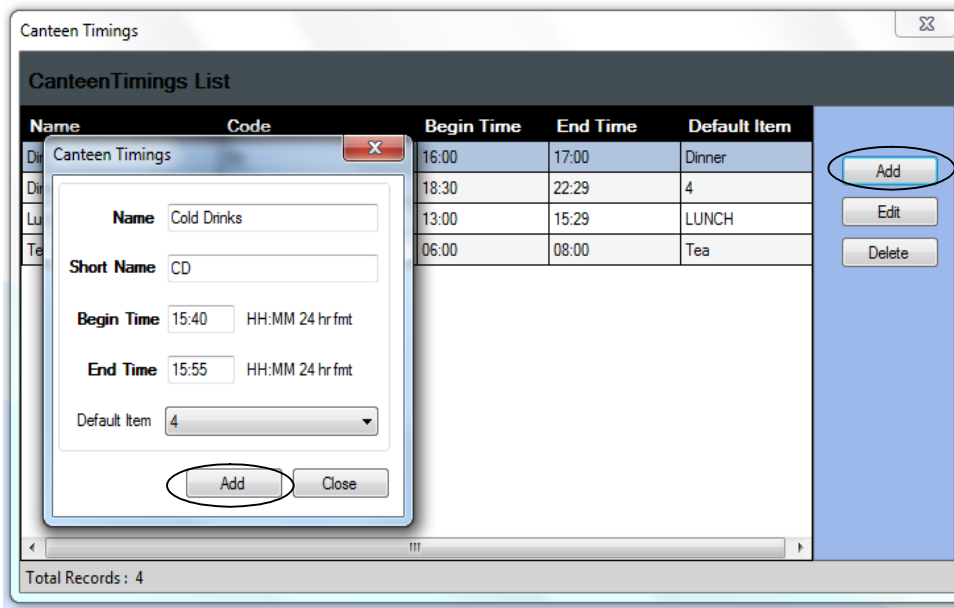 Canteen Timings
CanteenTimings List
Name Code Begin Time End Time Default Item
16:00 17:00 Dinner
18:30 22:29 4
13:00 15:29 LUNCH
06:00 08:00 Tea
Add
Edit
Delete
Canteen Timings
Name Cold Drinks
Short Name CD
Begin Time 15:40 HH:MM 24 hr fmt
End Time 15:55 HH:MM 24 hr fmt
Default Item 4
Add Close
Total Records : 4